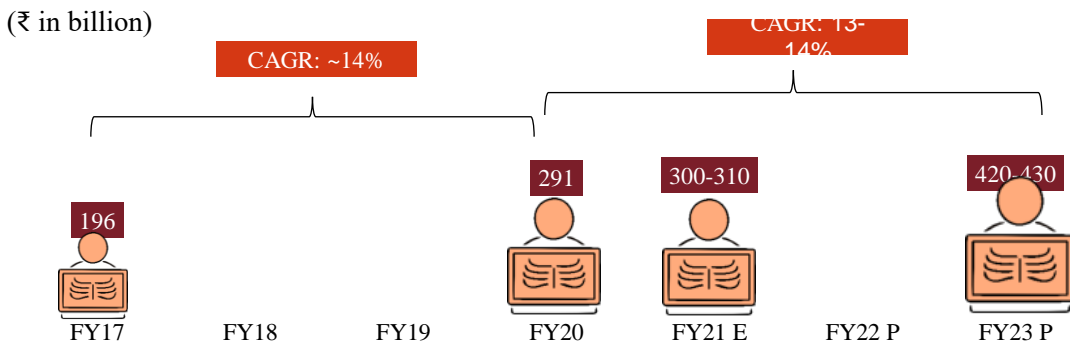 (₹ in billion)
CAGR: ~14%
CAGR: 13-
14%
196
291
300-310
420-430
FY17
FY18
FY19
FY20
FY21 E
FY22 P
FY23 P